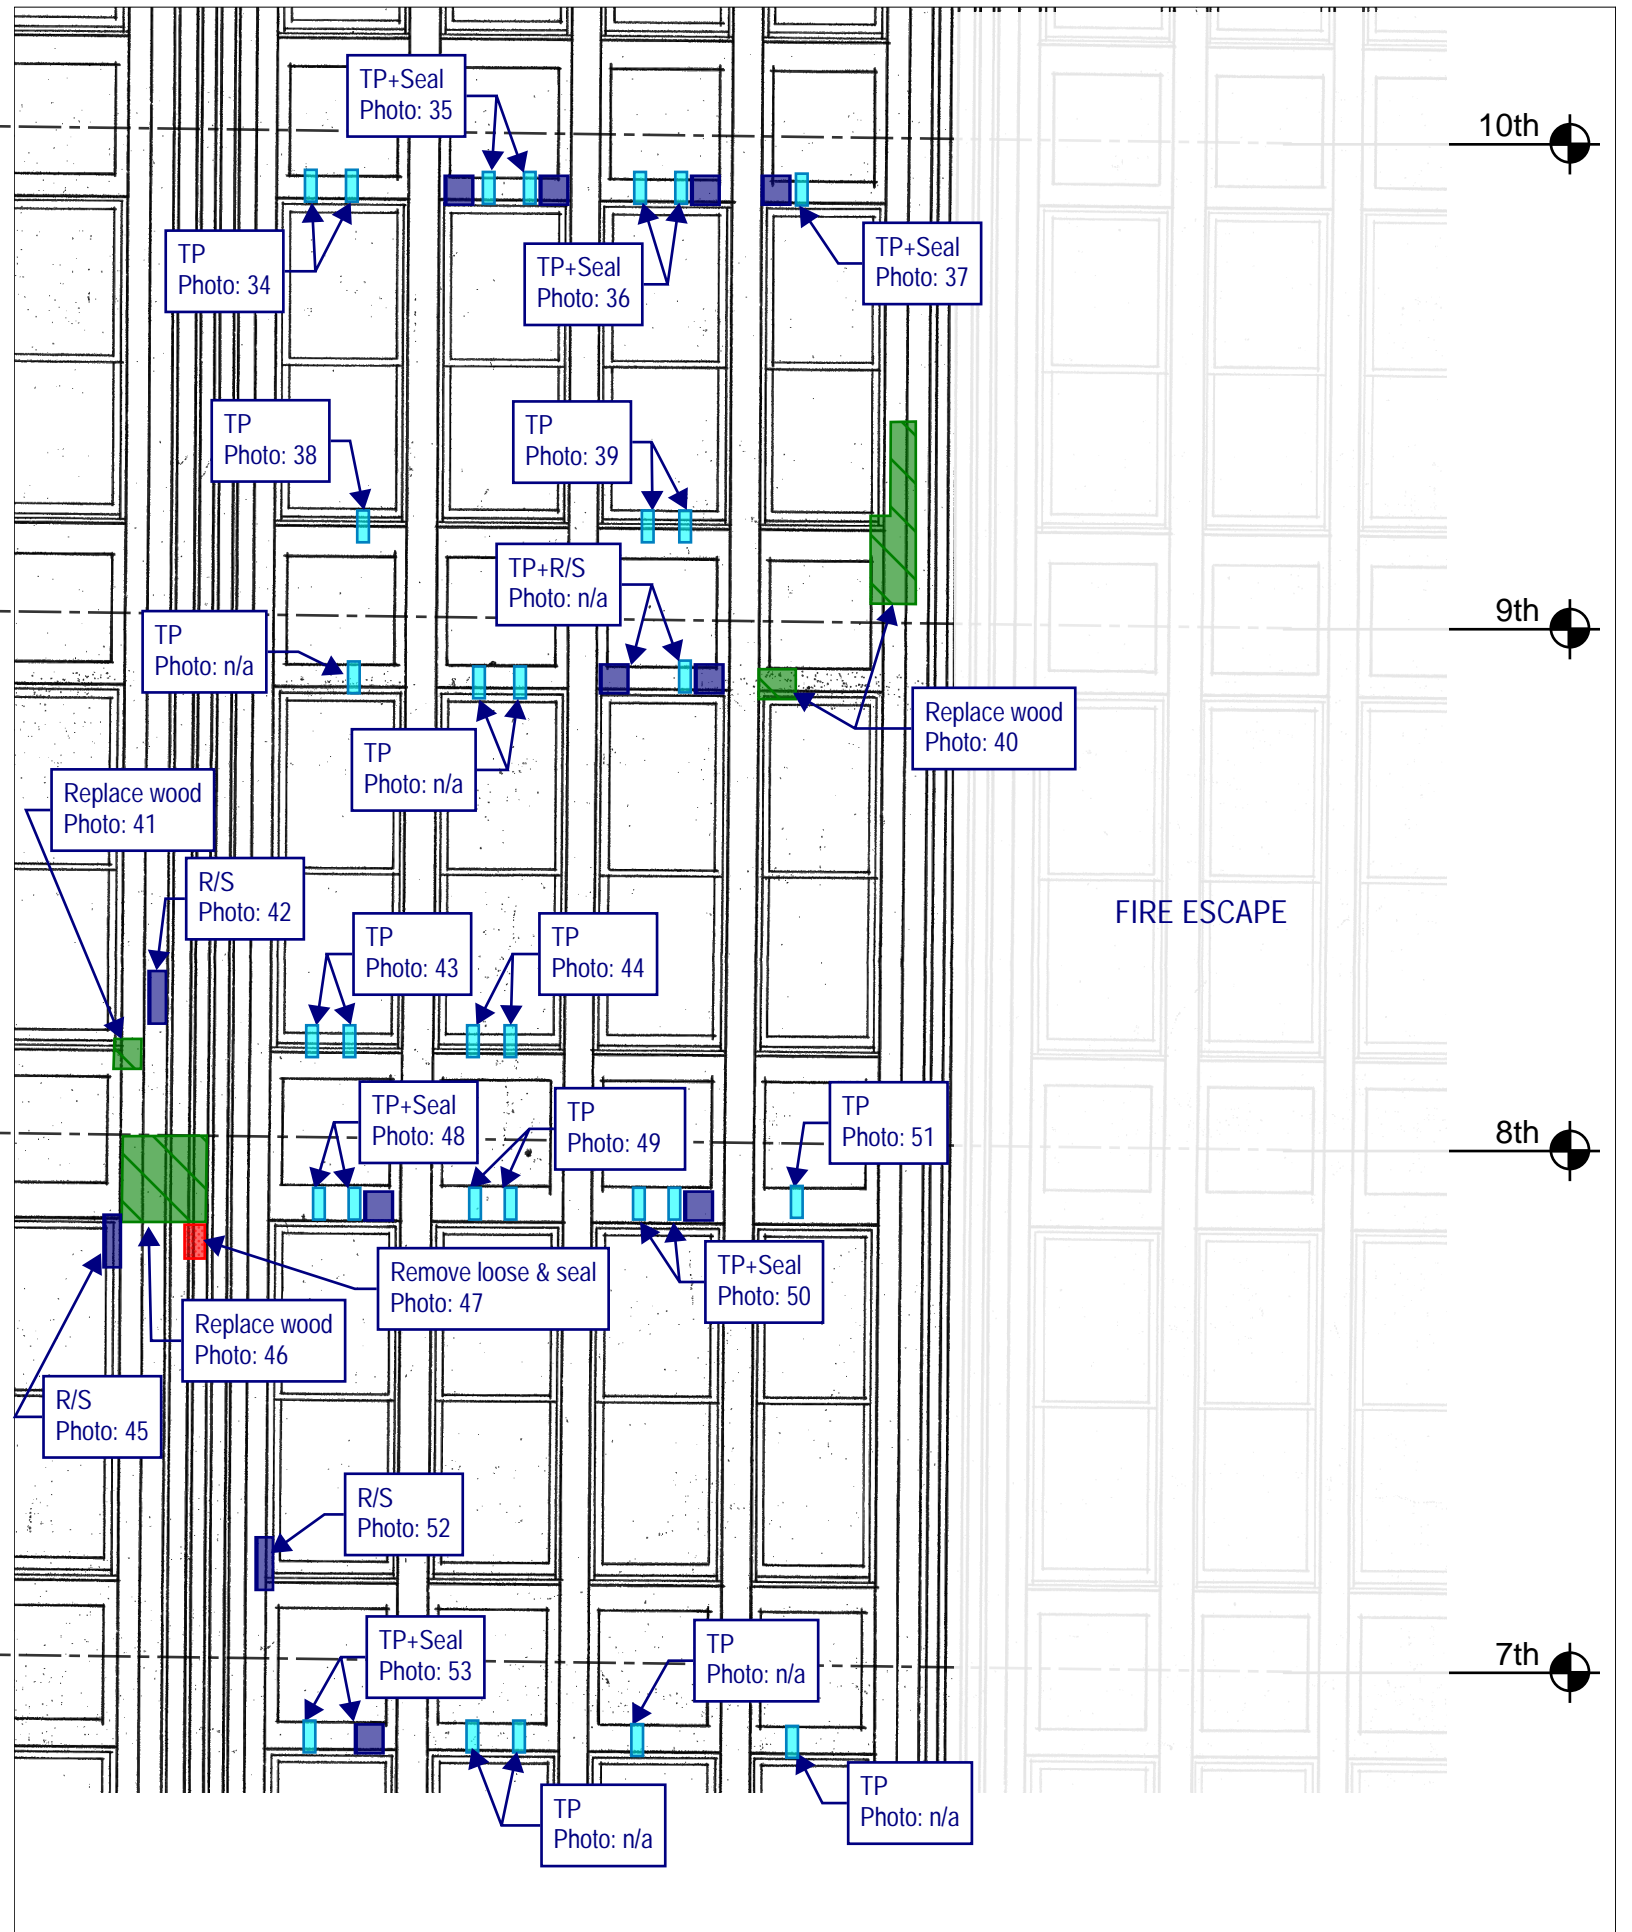 TP+Seal
Photo: 35
10th
TP
Photo: 34
TP+Seal
Photo: 36
TP+Seal
Photo: 37
TP
Photo: 38
TP
Photo: 39
TP+R/S
Photo: n/a
9th
TP
Photo: n/a
TP
Photo: n/a
Replace wood
Photo: 40
Replace wood
Photo: 41
R/S
Photo: 42
TP
Photo: 43
TP
Photo: 44
FIRE ESCAPE
TP+Seal
Photo: 48
TP
Photo: 49
TP
Photo: 51
8th
Remove loose & seal
Photo: 47
TP+Seal
Photo: 50
Replace wood
Photo: 46
R/S
Photo: 45
R/S
Photo: 52
TP+Seal
Photo: 53
TP
Photo: n/a
7th
TP
Photo: n/a
TP
Photo: n/a